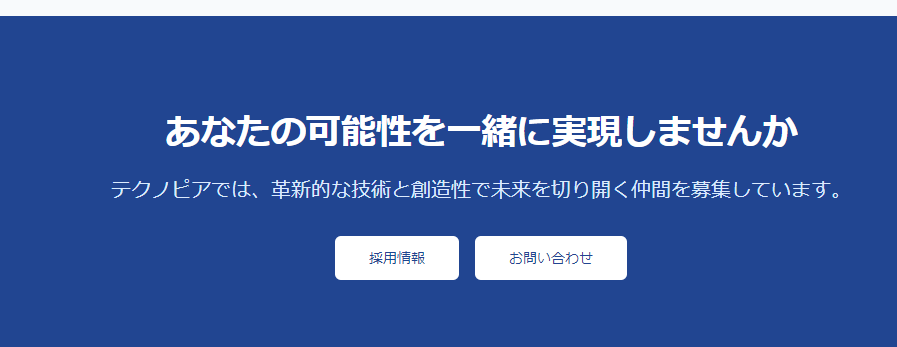 あなたの可能性を一緒に実現しませんか
テクノピアでは、革新的な技術と創造性で未来を切り開く仲間を募集しています。
採用情報
お問い合わせ